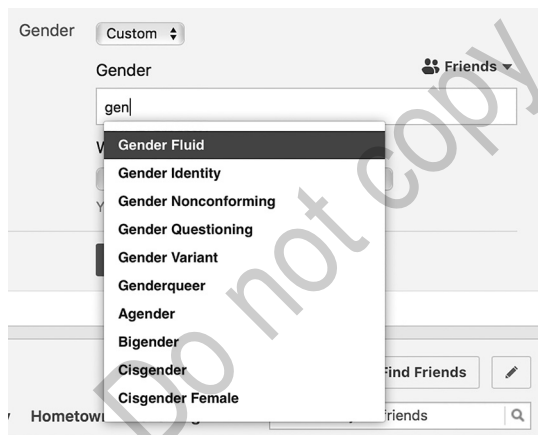 Gender Custom
Gender Friends
gen
Gender Fluid
Gender Identity
Gender Nonconforming
Gender Questioning
Gender Variant
Genderqueer
Agender
Bigender
Cisgender
Find Friends
Cisgender Female
Do not copy